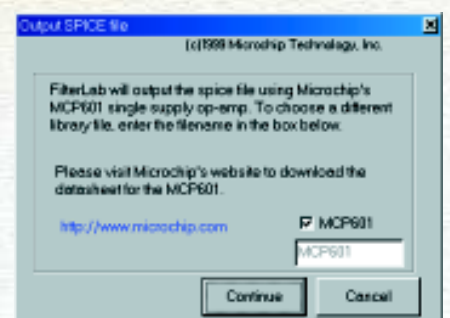 Output SPICE file
(c)1999 Microchip Technology, Inc.
FilterLab will output the spice file using Microchip's
MCP601 single supply op-amp. To choose a different
library file, enter the filename in the box below.
Please visit Microchip's website to download the
datasheet for the MCP601.
http://www.microchip.com
MCP601
MCP601
Continue
Cancel